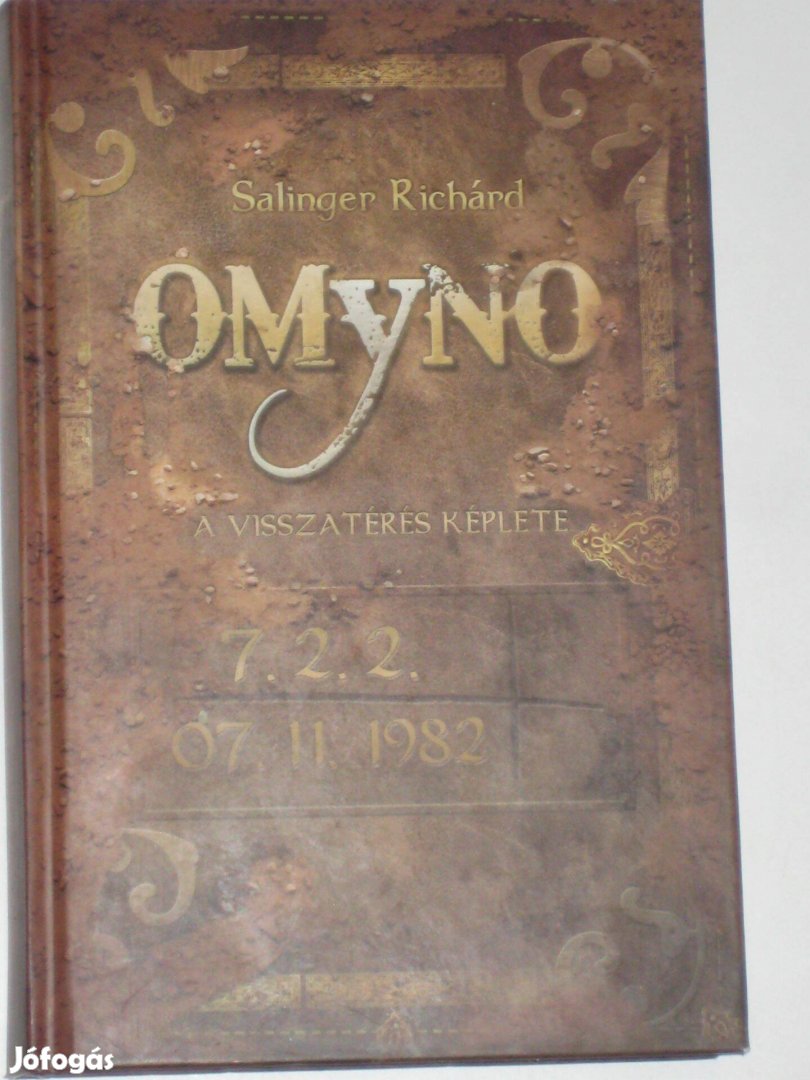 Salinger Richárd
OMyNO
A VISSZATÉRÉS KÉPLETE
7. 2. 2.
07. 11. 1982
Jófogás